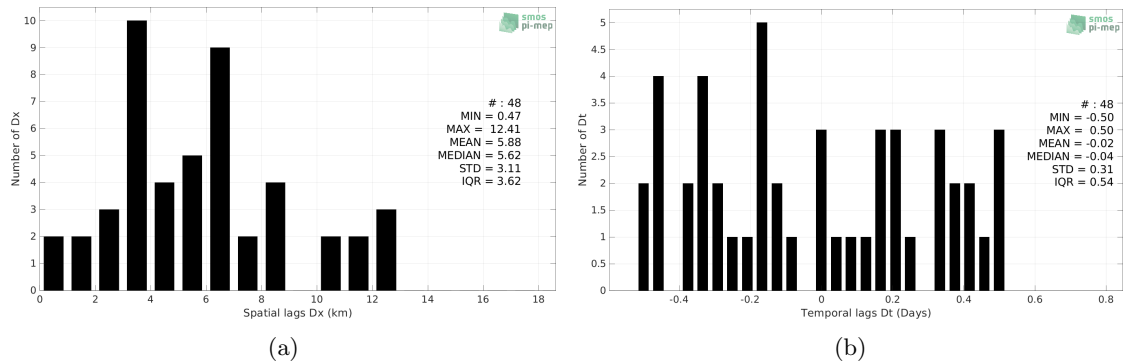 10
9
8
7
6
5
4
3
2
1
0
Number of Dx
0 2 4 6 8 10 12 14 16 18
Spatial lags Dx (km)
smos
pi-mep
# : 48
MIN = 0.47
MAX = 12.41
MEAN = 5.88
MEDIAN = 5.62
STD = 3.11
IQR = 3.62
(a)
5
4.5
4
3.5
3
2.5
2
1.5
1
0.5
0
Number of Dt
-0.4 -0.2 0 0.2 0.4 0.6 0.8
Temporal lags Dt (Days)
smos
pi-mep
# : 48
MIN = -0.50
MAX = 0.50
MEAN = -0.02
MEDIAN = -0.04
STD = 0.31
IQR = 0.54
(b)